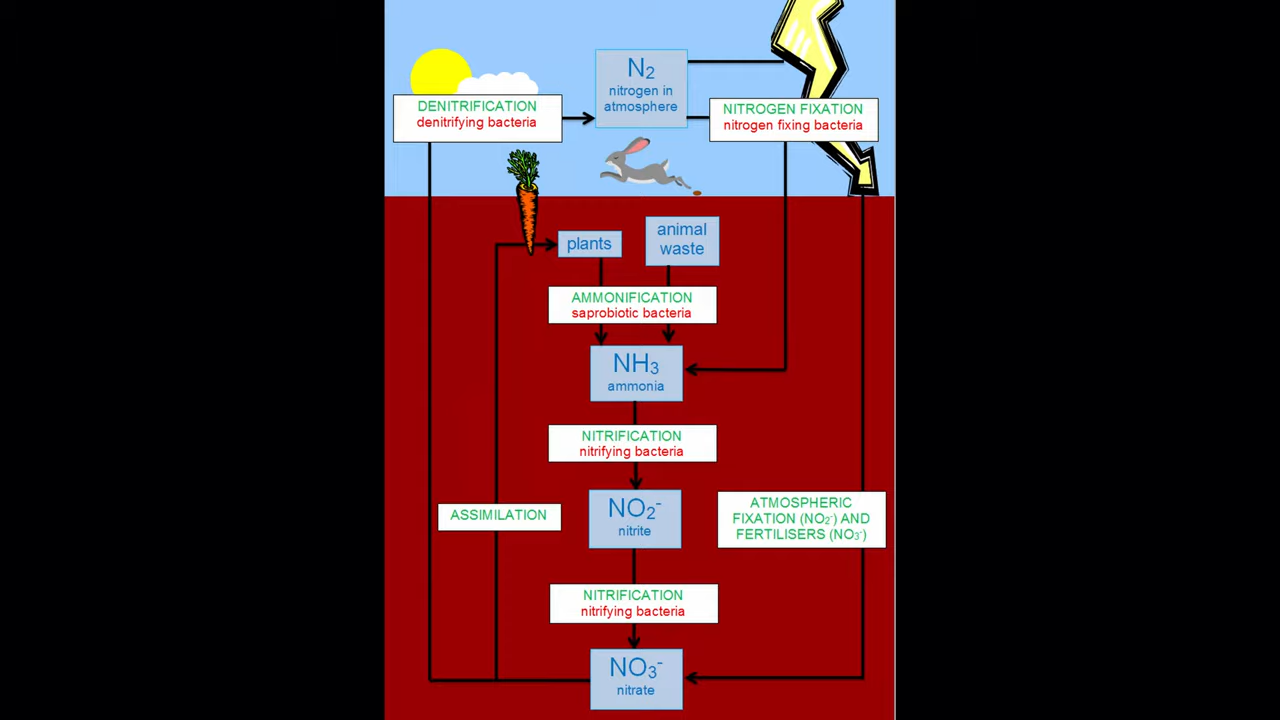 N₂
nitrogen in
atmosphere
DENITRIFICATION
denitrifying bacteria
NITROGEN FIXATION
nitrogen fixing bacteria
plants
animal
waste
AMMONIFICATION
saprobiotic bacteria
NH₃
ammonia
NITRIFICATION
nitrifying bacteria
NO₂⁻
nitrite
ASSIMILATION
ATMOSPHERIC
FIXATION (NO₂⁻) AND
FERTILISERS (NO₃⁻)
NITRIFICATION
nitrifying bacteria
NO₃⁻
nitrate